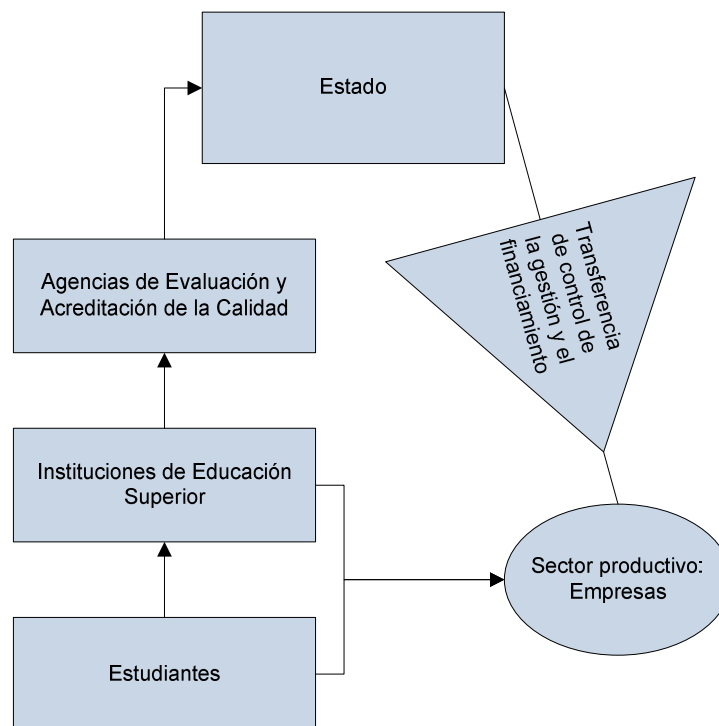 Estado
Transferencia
de control de
la gestión y el
financiamiento
Agencias de Evaluación y
Acreditación de la Calidad
Instituciones de Educación
Superior
Sector productivo:
Empresas
Estudiantes